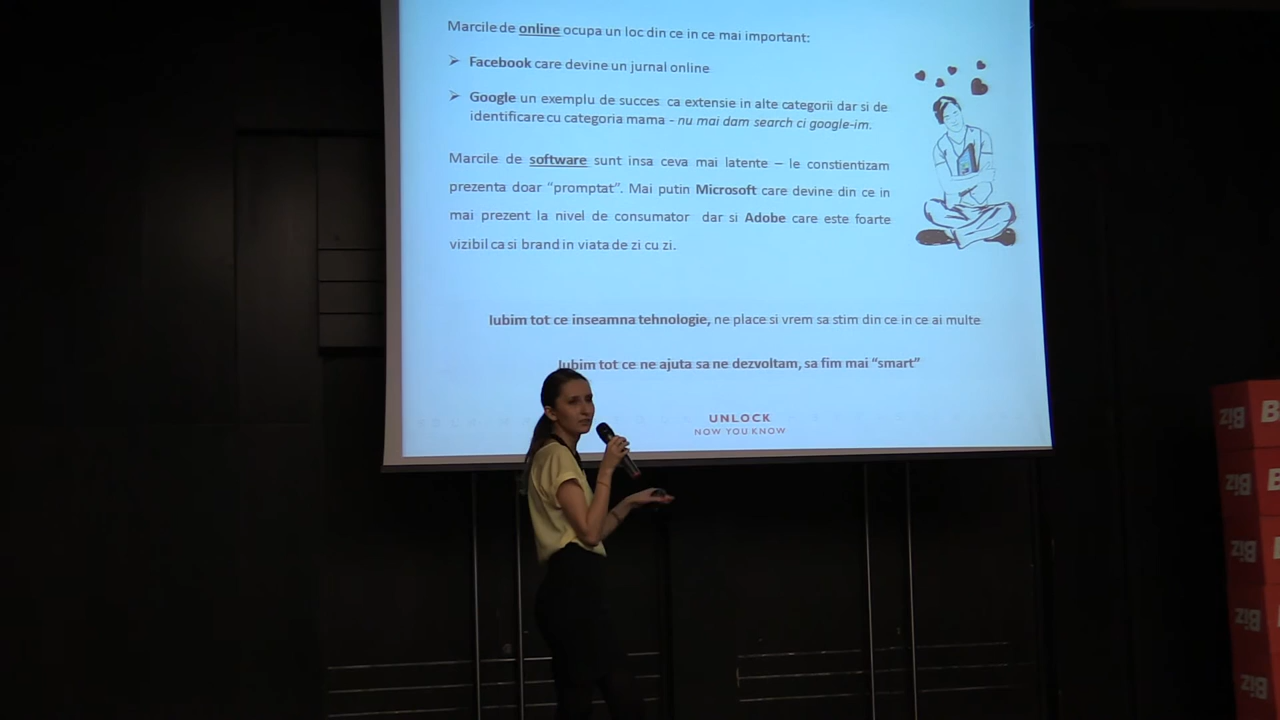 Marcile de online ocupa un loc din ce in ce mai important:
Facebook care devine un jurnal online
Google un exemplu de succes ca extensie in alte categorii dar si de
identificare cu categoria mama - nu mai dam search ci google-im.
Marcile de software sunt insa ceva mai latente – le constientizam
prezenta doar “promptat”. Mai putin Microsoft care devine din ce in
mai prezent la nivel de consumator dar si Adobe care este foarte
vizibil ca si brand in viata de zi cu zi.
Iubim tot ce inseamna tehnologie, ne place si vrem sa stim din ce in ce ai multe
Iubim tot ce ne ajuta sa ne dezvoltam, sa fim mai “smart”
UNLOCK
NOW YOU KNOW
Biz
Biz
Biz
Biz
Biz